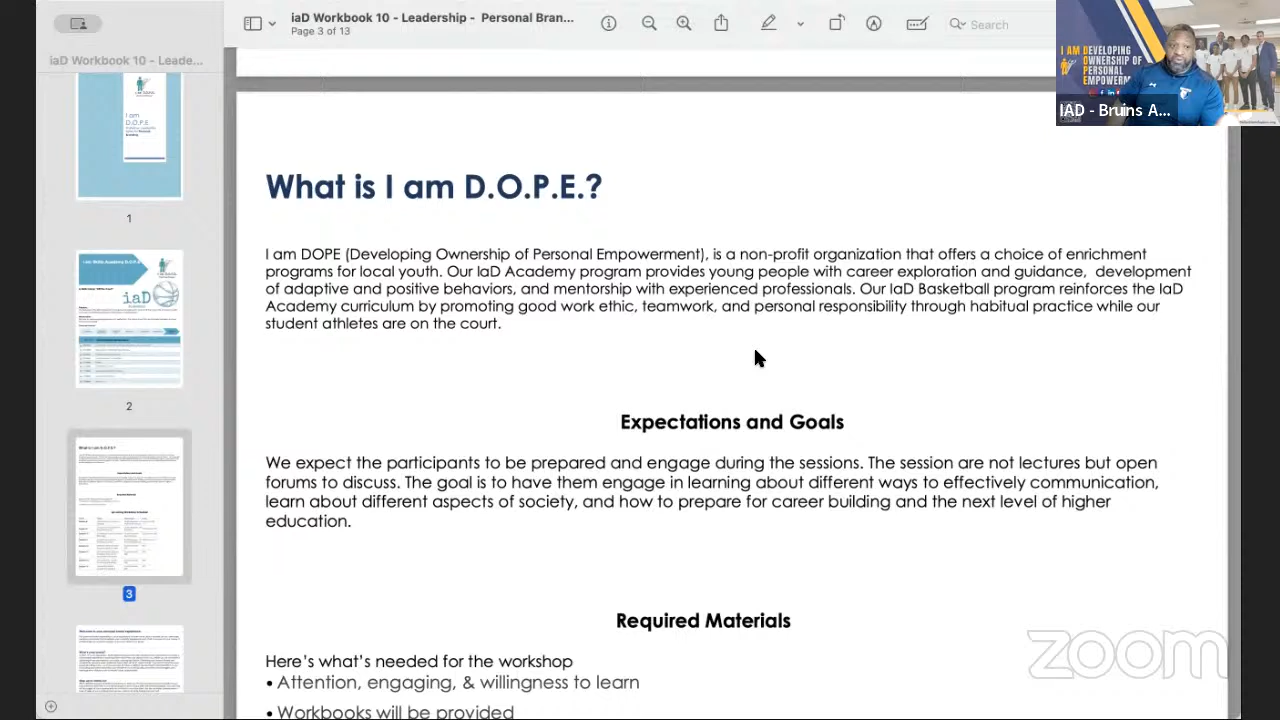 iaD Workbook 10 - Leadership - Personal Bran...
Page 3 of 13
Search
iaD Workbook 10 - Leade...
I am
D.O.P.E
1
iaD
2
3
I AM DEVELOPING
OWNERSHIP OF
PERSONAL
EMPOWERM
IAD - Bruins A...
What is I am D.O.P.E.?
I am DOPE (Developing Ownership of Personal Empowerment), is a non-profit organization that offers a choice of enrichment
programs for local youth. Our IaD Academy program provides young people with career exploration and guidance, development
of adaptive and positive behaviors, and mentorship with experienced professionals. Our IaD Basketball program reinforces the IaD
Academy curriculum by promoting good work ethic, teamwork, and personal responsibility through habitual practice while our
student athletes are on the court.
Expectations and Goals
We expect the participants to be prepared and engage during the sessions. The session are not lectures but open
forums to discuss. The goal is to have them engage in learning about different ways to effectively communication,
learn about different aspects of society, and how to prepare for career building and the next level of higher
education.
Required Materials
Here's what is needed for the workshop
• Attention, engaging, & willingness to learn
• Workbooks will be provided
zoom